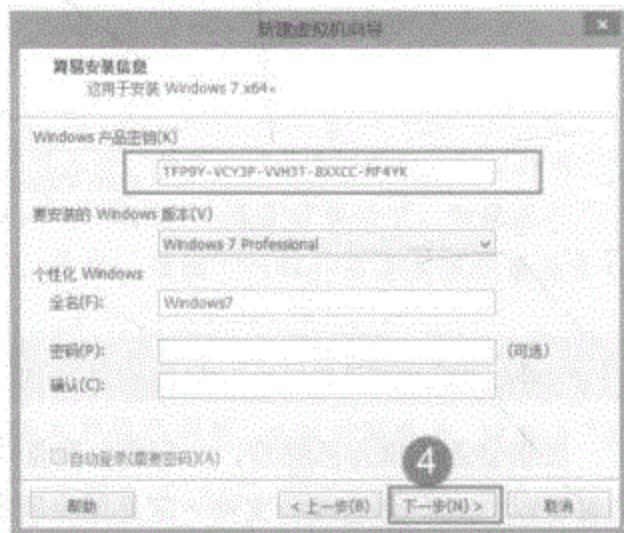 新建虚拟机向导
简易安装信息
这用于安装 Windows 7 x64。
Windows 产品密钥(K)
TFP9Y-VCY3P-VVH3T-8XXCC-MF4YK
要安装的 Windows 版本(V)
Windows 7 Professional
个性化 Windows
全名(F):
Windows7
密码(P):
(可选)
确认(C):
自动登录(需要密码)(A)
4
帮助
< 上一步(B)
下一步(N) >
取消